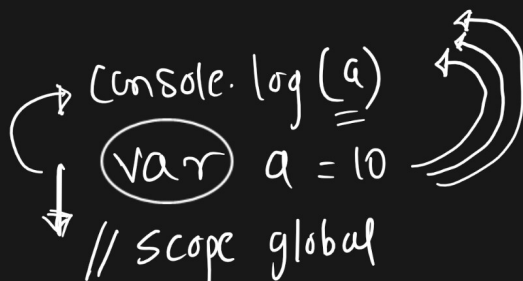 console.log(a)
var a = 10
// scope global